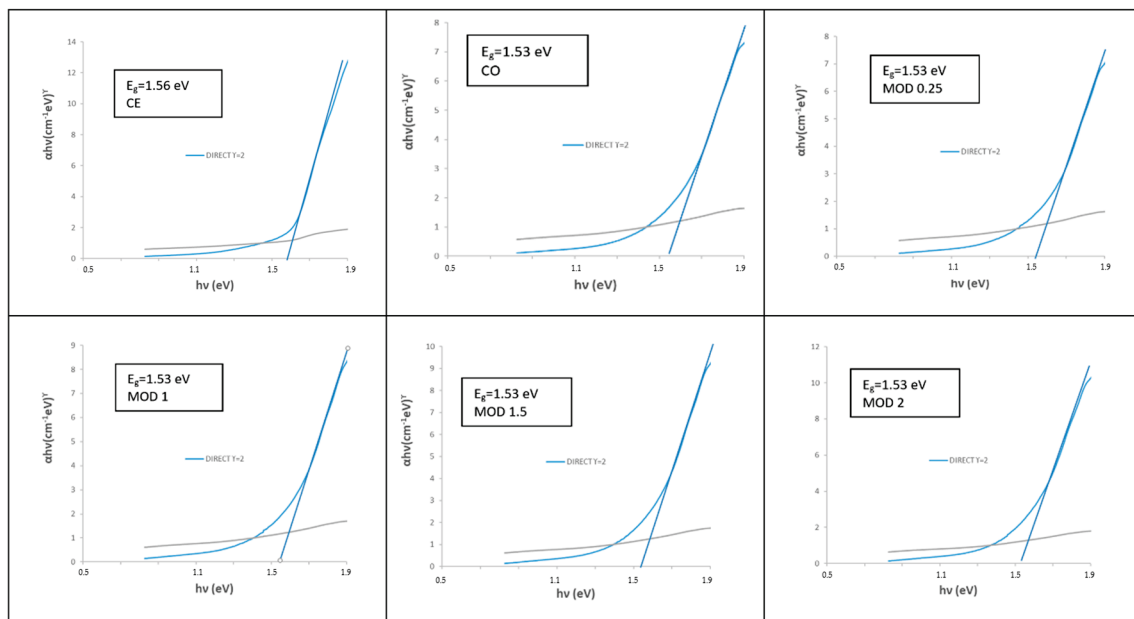 14
12
10
8
6
4
2
0
0.5
1.1
1.5
1.9
αhν(cm⁻¹eV)ᵞ
hν (eV)
E₉=1.56 eV
CE
DIRECT Υ=2
8
7
6
5
4
3
2
1
0
0.5
1.1
1.5
1.9
αhν(cm⁻¹eV)ᵞ
hν (eV)
E₉=1.53 eV
CO
DIRECT Υ=2
8
7
6
5
4
3
2
1
0
0.5
1.1
1.5
1.9
αhν(cm⁻¹eV)ᵞ
hν (eV)
E₉=1.53 eV
MOD 0.25
DIRECT Υ=2
9
8
7
6
5
4
3
2
1
0
0.5
1.1
1.5
1.9
αhν(cm⁻¹eV)ᵞ
hν (eV)
E₉=1.53 eV
MOD 1
DIRECT Υ=2
10
9
8
7
6
5
4
3
2
1
0
0.5
1.1
1.5
1.9
αhν(cm⁻¹eV)ᵞ
hν (eV)
E₉=1.53 eV
MOD 1.5
DIRECT Υ=2
12
10
8
6
4
2
0
0.5
1.1
1.5
1.9
αhν(cm⁻¹eV)ᵞ
hν (eV)
E₉=1.53 eV
MOD 2
DIRECT Υ=2